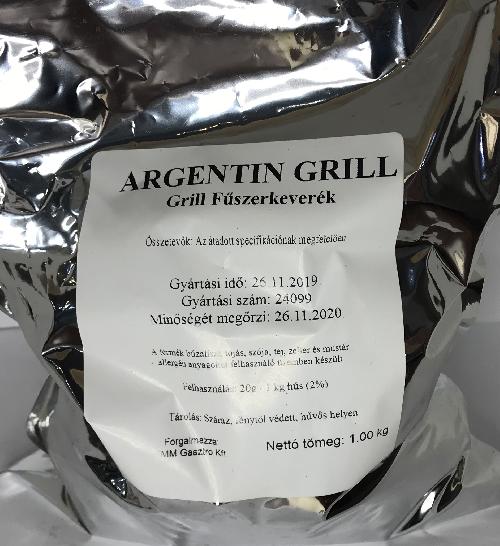 ARGENTIN GRILL
Grill Fűszerkeverék
Összetevők: Az átadott specifikációnak megfelelően
Gyártási idő: 26.11.2019
Gyártási szám: 24099
Minőségét megőrzi: 26.11.2020
A termék búzaliszt, tojás, szója, tej, zeller és mustár
allergén anyagokat felhasználó üzemben készült
Felhasználás: 20g / 1 kg hús (2%)
Tárolás: Száraz, fénytől védett, hűvös helyen
Forgalmazza:
MM Gasztro Kft
Nettó tömeg: 1.00 kg